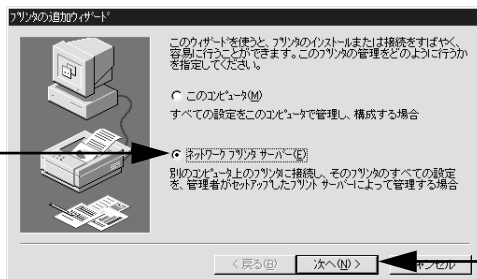 プリンタの追加ウィザード
このウィザードを使うと、プリンタのインストールまたは接続をすばやく、
容易に行うことができます。このプリンタの管理をどのように行うか
を指定してください。
このコンピュータ(M)
すべての設定をこのコンピュータで管理し、構成する場合
ネットワーク プリンタ サーバー(E)
別のコンピュータ上のプリンタに接続し、そのプリンタのすべての設定
を、管理者がセットアップしたプリント サーバーによって管理する場合
< 戻る(B)
次へ(N) >
キャンセル